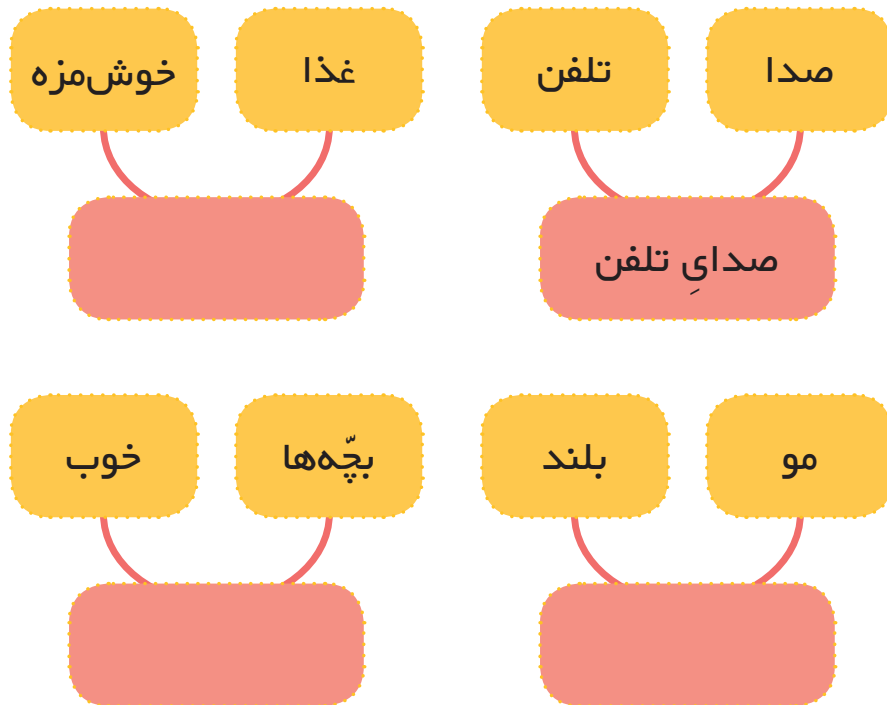 صدا
تلفن
صدایِ تلفن
غذا
خوش‌مزه
مو
بلند
بچّه‌ها
خوب